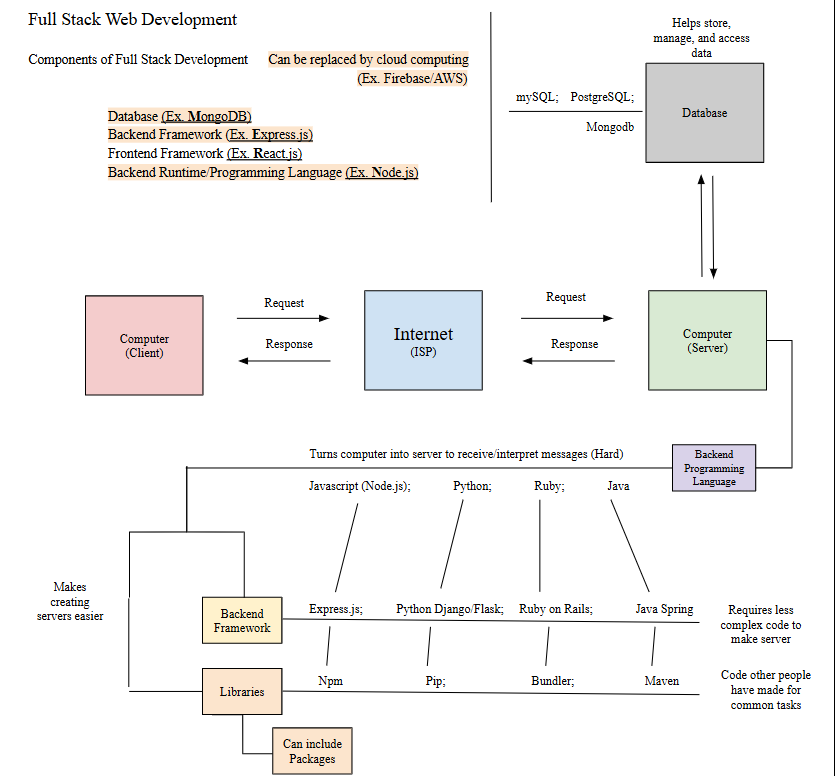 Full Stack Web Development
Components of Full Stack Development
Can be replaced by cloud computing
(Ex. Firebase/AWS)
Database (Ex. MongoDB)
Backend Framework (Ex. Express.js)
Frontend Framework (Ex. React.js)
Backend Runtime/Programming Language (Ex. Node.js)
Helps store,
manage, and access
data
mySQL; PostgreSQL;
Mongodb
Database
Computer
(Client)
Request
Response
Internet
(ISP)
Request
Response
Computer
(Server)
Turns computer into server to receive/interpret messages (Hard)
Backend
Programming
Language
Javascript (Node.js); Python; Ruby; Java
Makes
creating
servers easier
Backend
Framework
Express.js; Python Django/Flask; Ruby on Rails; Java Spring
Requires less
complex code to
make server
Libraries
Npm Pip; Bundler; Maven
Code other people
have made for
common tasks
Can include
Packages